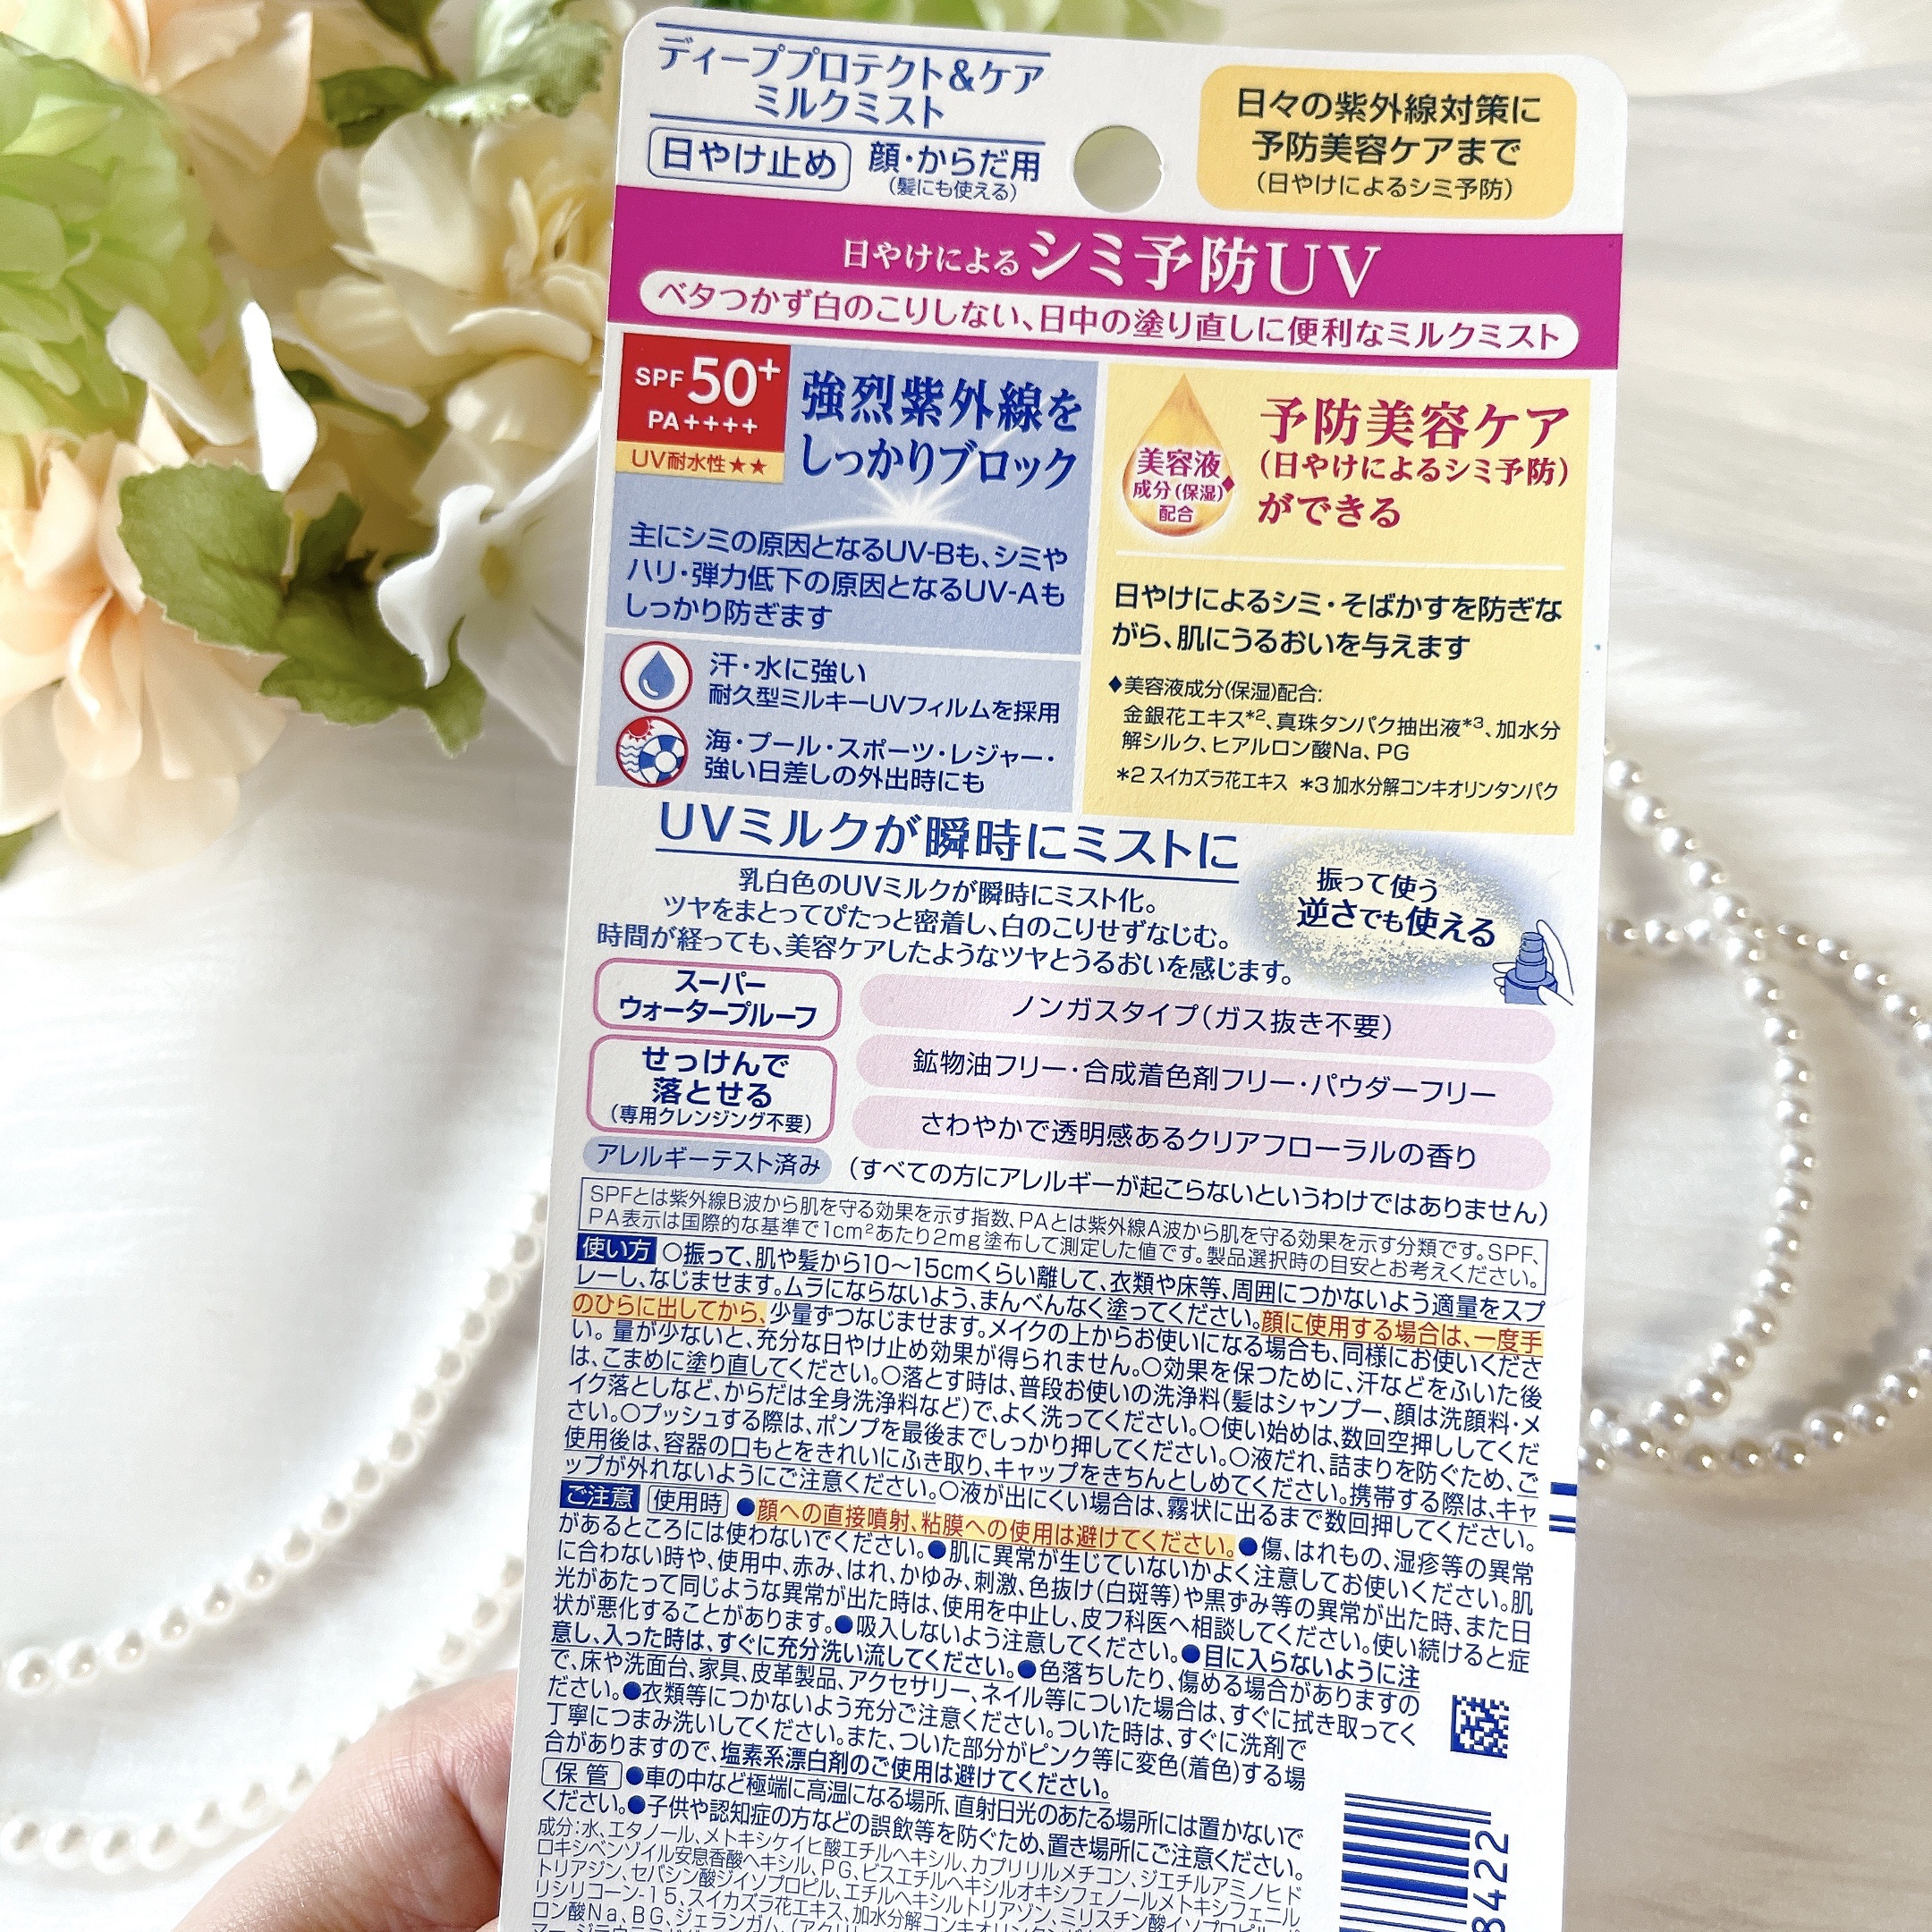 ディーププロテクト&ケア
ミルクミスト
日やけ止め
顔・からだ用
(髪にも使える)
日々の紫外線対策に
予防美容ケアまで
(日やけによるシミ予防)
日やけによるシミ予防UV
ベタつかず白のこりしない、日中の塗り直しに便利なミルクミスト
SPF50+
PA++++
UV耐水性★★
強烈紫外線を
しっかりブロック
主にシミの原因となるUV-Bも、シミや
ハリ・弾力低下の原因となるUV-Aも
しっかり防ぎます
汗・水に強い
耐久型ミルキーUVフィルムを採用
海・プール・スポーツ・レジャー・
強い日差しの外出時にも
美容液
成分(保湿)◆
配合
予防美容ケア
(日やけによるシミ予防)
ができる
日やけによるシミ・そばかすを防ぎな
がら、肌にうるおいを与えます
◆美容液成分(保湿)配合:
金銀花エキス*2、真珠タンパク抽出液*3、加水分
解シルク、ヒアルロン酸Na、PG
*2 スイカズラ花エキス *3 加水分解コンキオリンタンパク
UVミルクが瞬時にミストに
乳白色のUVミルクが瞬時にミスト化。
ツヤをまとってぴたっと密着し、白のこりせずなじむ。
時間が経っても、美容ケアしたようなツヤとうるおいを感じます。
振って使う
逆さでも使える
スーパー
ウォータープルーフ
ノンガスタイプ(ガス抜き不要)
せっけんで
落とせる
(専用クレンジング不要)
鉱物油フリー・合成着色剤フリー・パウダーフリー
さわやかで透明感あるクリアフローラルの香り
アレルギーテスト済み (すべての方にアレルギーが起こらないというわけではありません)
SPFとは紫外線B波から肌を守る効果を示す指数、PAとは紫外線A波から肌を守る効果を示す分類です。SPF、
PA表示は国際的な基準で1cm²あたり2mg塗布して測定した値です。製品選択時の目安とお考えください。
使い方 ○振って、肌や髪から10〜15cmくらい離して、衣類や床等、周囲につかないよう適量をスプ
レーし、なじませます。ムラにならないよう、まんべんなく塗ってください。顔に使用する場合は、一度手
のひらに出してから、少量ずつなじませます。メイクの上からお使いになる場合も、同様にお使いくださ
い。量が少ないと、充分な日やけ止め効果が得られません。○効果を保つために、汗などをふいた後
は、こまめに塗り直してください。○落とす時は、普段お使いの洗浄料(髪はシャンプー、顔は洗顔料・メ
イク落としなど、からだは全身洗浄料など)で、よく洗ってください。○使い始めは、数回空押ししてくだ
さい。○プッシュする際は、ポンプを最後までしっかり押してください。○液だれ、詰まりを防ぐため、ご
使用後は、容器の口もとをきれいにふき取り、キャップをきちんとしめてください。携帯する際は、キャ
ップが外れないようにご注意ください。○液が出にくい場合は、霧状に出るまで数回押してください。
ご注意 使用時 ●顔への直接噴射、粘膜への使用は避けてください。●傷、はれもの、湿疹等の異常
があるところには使わないでください。●肌に異常が生じていないかよく注意してお使いください。肌
に合わない時や、使用中、赤み、はれ、かゆみ、刺激、色抜け(白斑等)や黒ずみ等の異常が出た時、また日
光があたって同じような異常が出た時は、使用を中止し、皮フ科医へ相談してください。使い続けると症
状が悪化することがあります。●吸入しないよう注意してください。●目に入らないように注
意し、入った時は、すぐに充分洗い流してください。●色落ちしたり、傷める場合がありますの
で、床や洗面台、家具、皮革製品、アクセサリー、ネイル等についた場合は、すぐに拭き取ってく
ださい。●衣類等につかないよう充分ご注意ください。ついた時は、すぐに洗剤で
丁寧につまみ洗いしてください。また、ついた部分がピンク等に変色(着色)する場
合がありますので、塩素系漂白剤のご使用は避けてください。
保管 ●車の中など極端に高温になる場所、直射日光のあたる場所には置かないで
ください。●子供や認知症の方などの誤飲等を防ぐため、置き場所にご注意ください。
成分:水、エタノール、メトキシケイヒ酸エチルヘキシル、カプリリルメチコン、ジエチルアミノヒド
ロキシベンゾイル安息香酸ヘキシル、PG、ビスエチルヘキシルオキシフェノールメトキシフェニル
トリアジン、セバシン酸ジイソプロピル、エチルヘキシルトリアゾン、ミリスチン酸イソプロピル、ポ
リシリコーン-15、スイカズラ花エキス、加水分解コンキオリン
ロン酸Na、BG、ジェランガム、(アクリ
8422